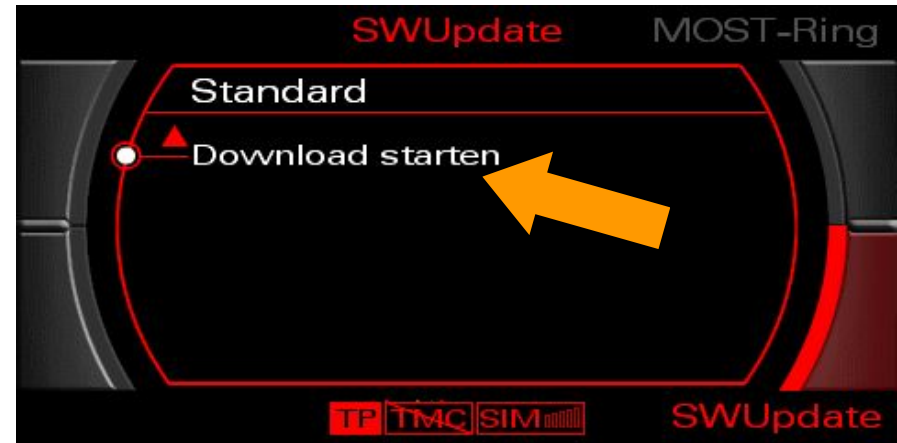 SWUpdate MOST-Ring
Standard
Download starten
TP TMC SIM SWUpdate